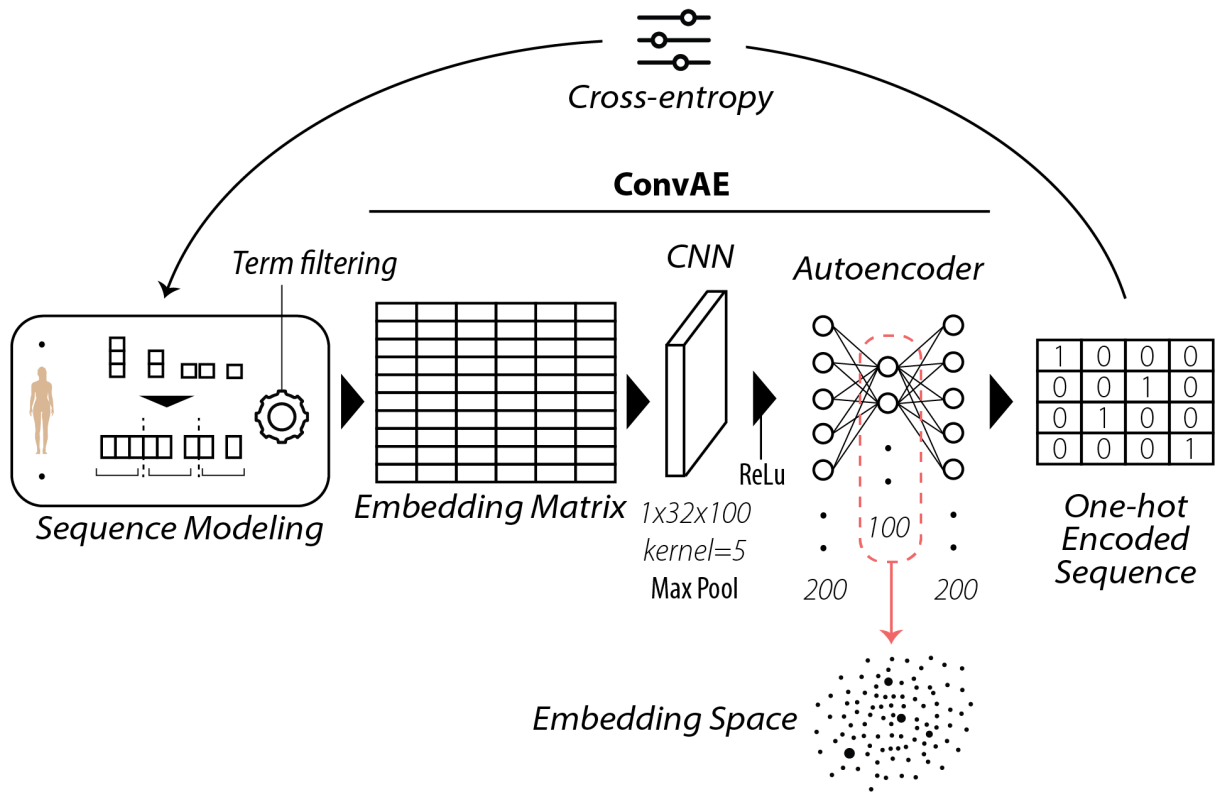 Cross-entropy
ConvAE
Term filtering
CNN
Autoencoder
Sequence Modeling
Embedding Matrix
1x32x100
kernel=5
Max Pool
ReLu
100
200
200
1 0 0 0
0 0 1 0
0 1 0 0
0 0 0 1
One-hot
Encoded
Sequence
Embedding Space